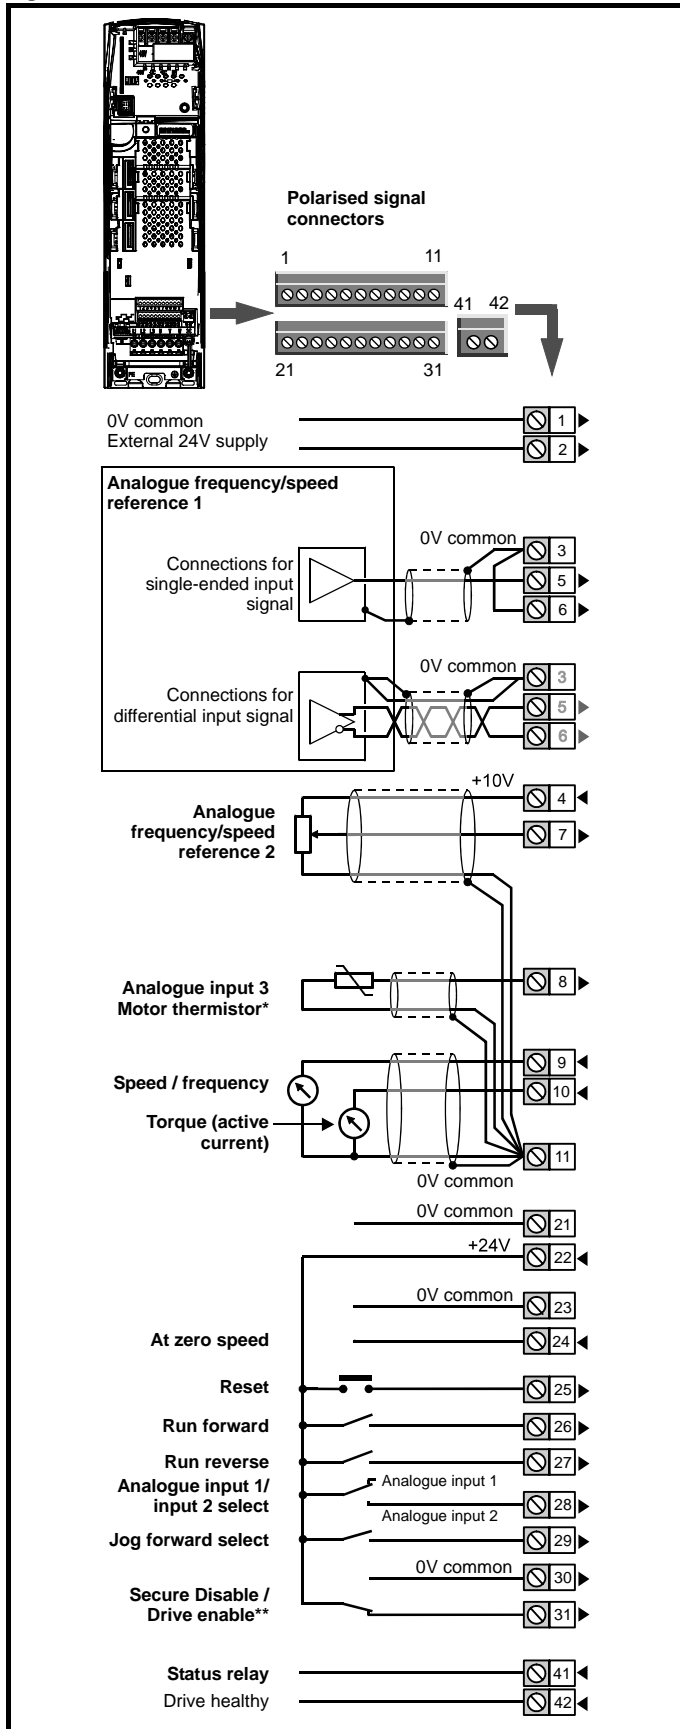 Polarised signal
connectors
1 11
41 42
21 31
0V common 1
External 24V supply 2
Analogue frequency/speed
reference 1
0V common 3
Connections for
single-ended input
signal
5
6
0V common 3
Connections for
differential input signal
5
6
+10V 4
Analogue
frequency/speed
reference 2
7
8
Analogue input 3
Motor thermistor*
9
Speed / frequency
10
Torque (active
current)
11
0V common
0V common 21
+24V 22
0V common 23
At zero speed 24
Reset 25
Run forward 26
Run reverse 27
Analogue input 1/
input 2 select
Analogue input 1
28
Analogue input 2
Jog forward select 29
0V common 30
Secure Disable /
Drive enable** 31
Status relay 41
Drive healthy 42